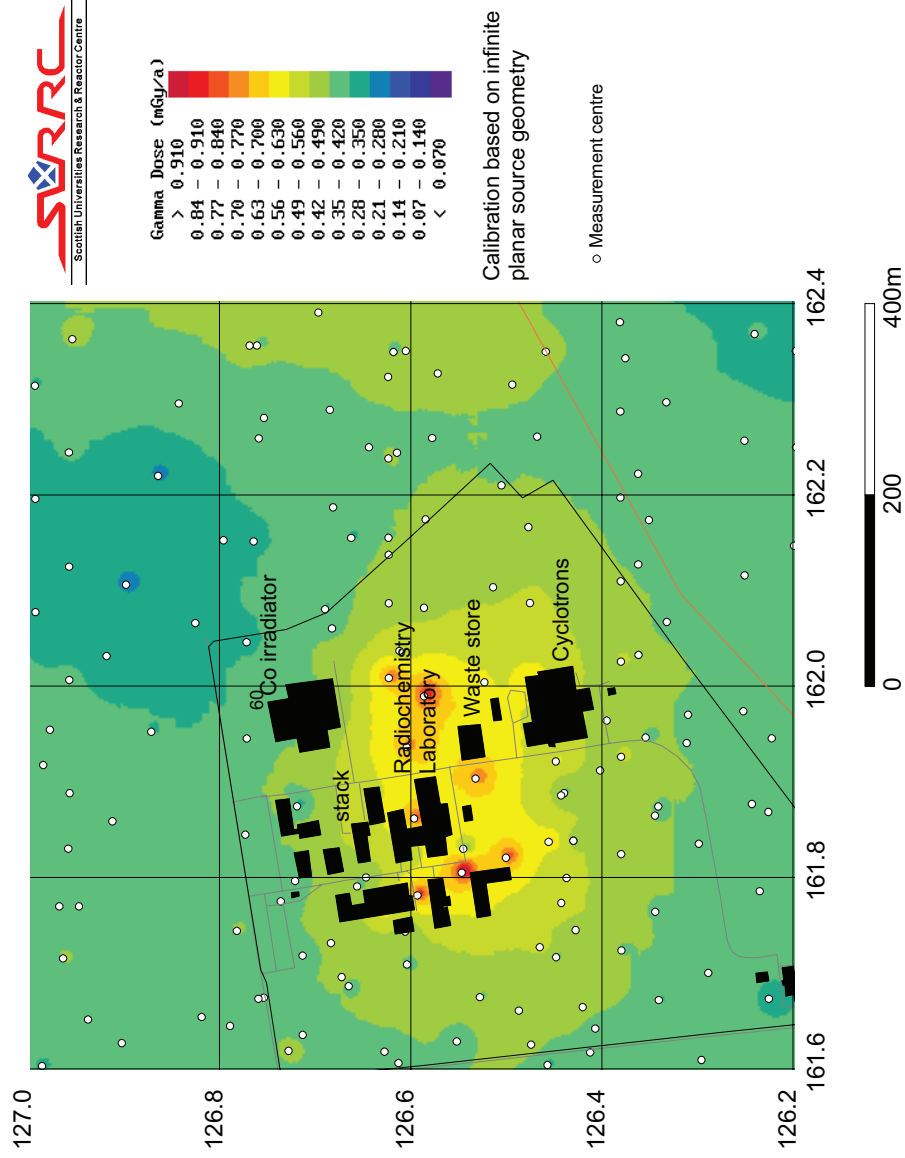 SURRC
Scottish Universities Research & Reactor Centre
Gamma Dose (mGy/a)
> 0.910
0.84 - 0.910
0.77 - 0.840
0.70 - 0.770
0.63 - 0.700
0.56 - 0.630
0.49 - 0.560
0.42 - 0.490
0.35 - 0.420
0.28 - 0.350
0.21 - 0.280
0.14 - 0.210
0.07 - 0.140
< 0.070
Calibration based on infinite
planar source geometry
Measurement centre
127.0
126.8
126.6
126.4
126.2
60Co irradiator
stack
Radiochemistry
Laboratory
Waste store
Cyclotrons
161.6
161.8
162.0
162.2
162.4
0
200
400m